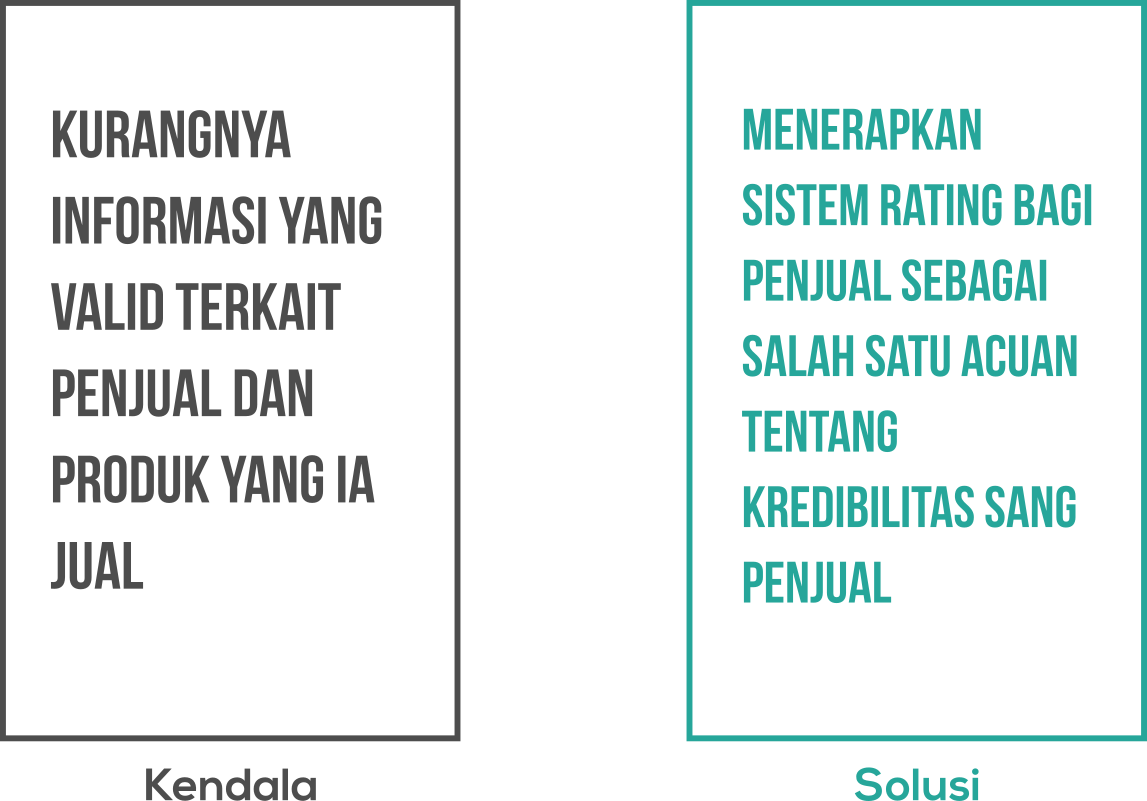 KURANGNYA
INFORMASI YANG
VALID TERKAIT
PENJUAL DAN
PRODUK YANG IA
JUAL
Kendala
MENERAPKAN
SISTEM RATING BAGI
PENJUAL SEBAGAI
SALAH SATU ACUAN
TENTANG
KREDIBILITAS SANG
PENJUAL
Solusi